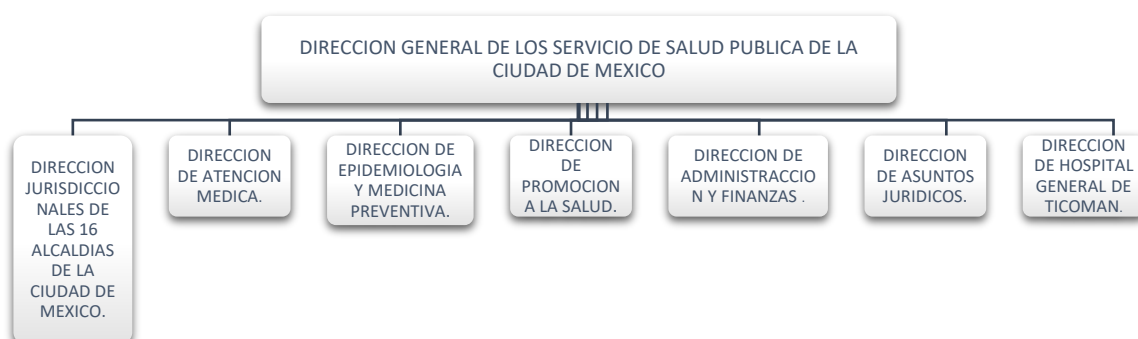 DIRECCION GENERAL DE LOS SERVICIO DE SALUD PUBLICA DE LA
CIUDAD DE MEXICO
DIRECCION
JURISDICCIO
NALES DE
LAS 16
ALCALDIAS
DE LA
CIUDAD DE
MEXICO.
DIRECCION
DE ATENCION
MEDICA.
DIRECCION DE
EPIDEMIOLOGIA
Y MEDICINA
PREVENTIVA.
DIRECCION
DE
PROMOCION
A LA SALUD.
DIRECCION DE
ADMINISTRACCIO
N Y FINANZAS .
DIRECCION
DE ASUNTOS
JURIDICOS.
DIRECCION
DE HOSPITAL
GENERAL DE
TICOMAN.